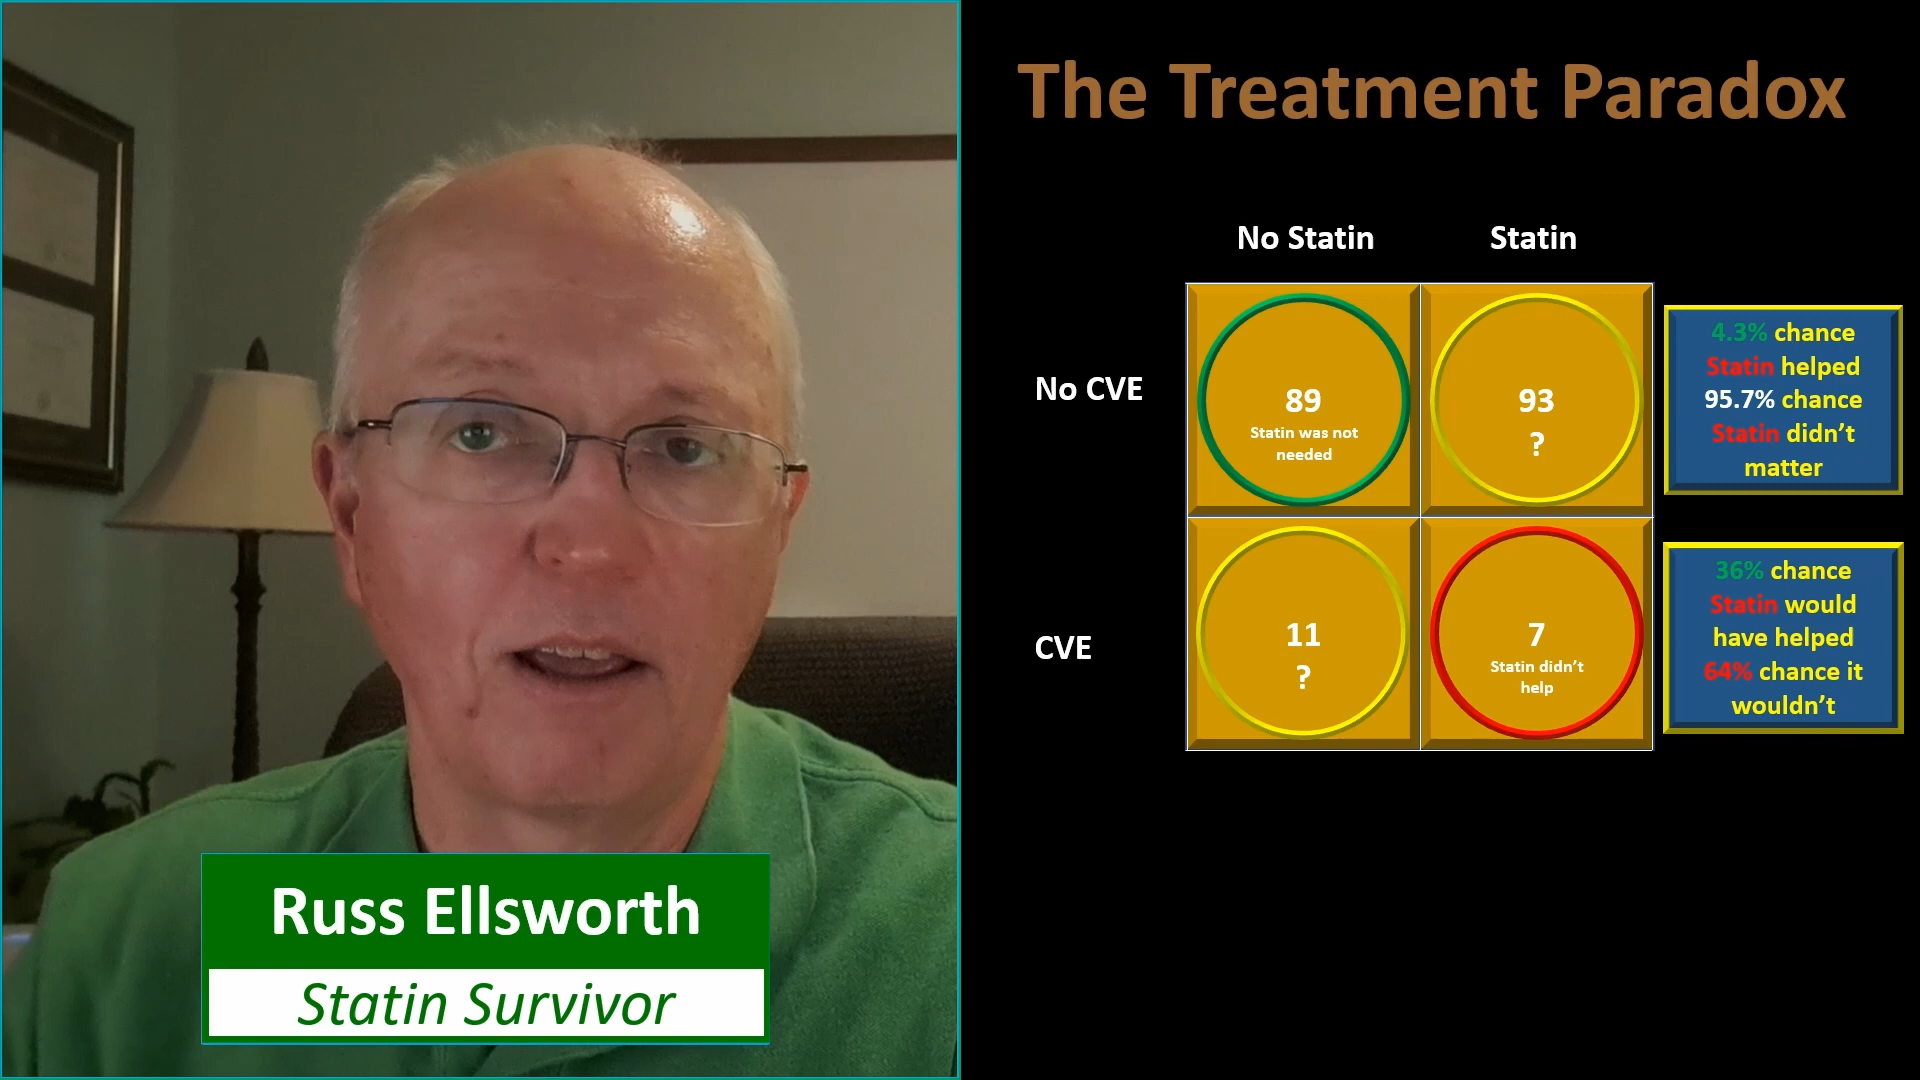 The Treatment Paradox
No Statin
Statin
No CVE
89
Statin was not
needed
93
?
4.3% chance
Statin helped
95.7% chance
Statin didn't
matter
CVE
11
?
7
Statin didn't
help
36% chance
Statin would
have helped
64% chance it
wouldn't
Russ Ellsworth
Statin Survivor